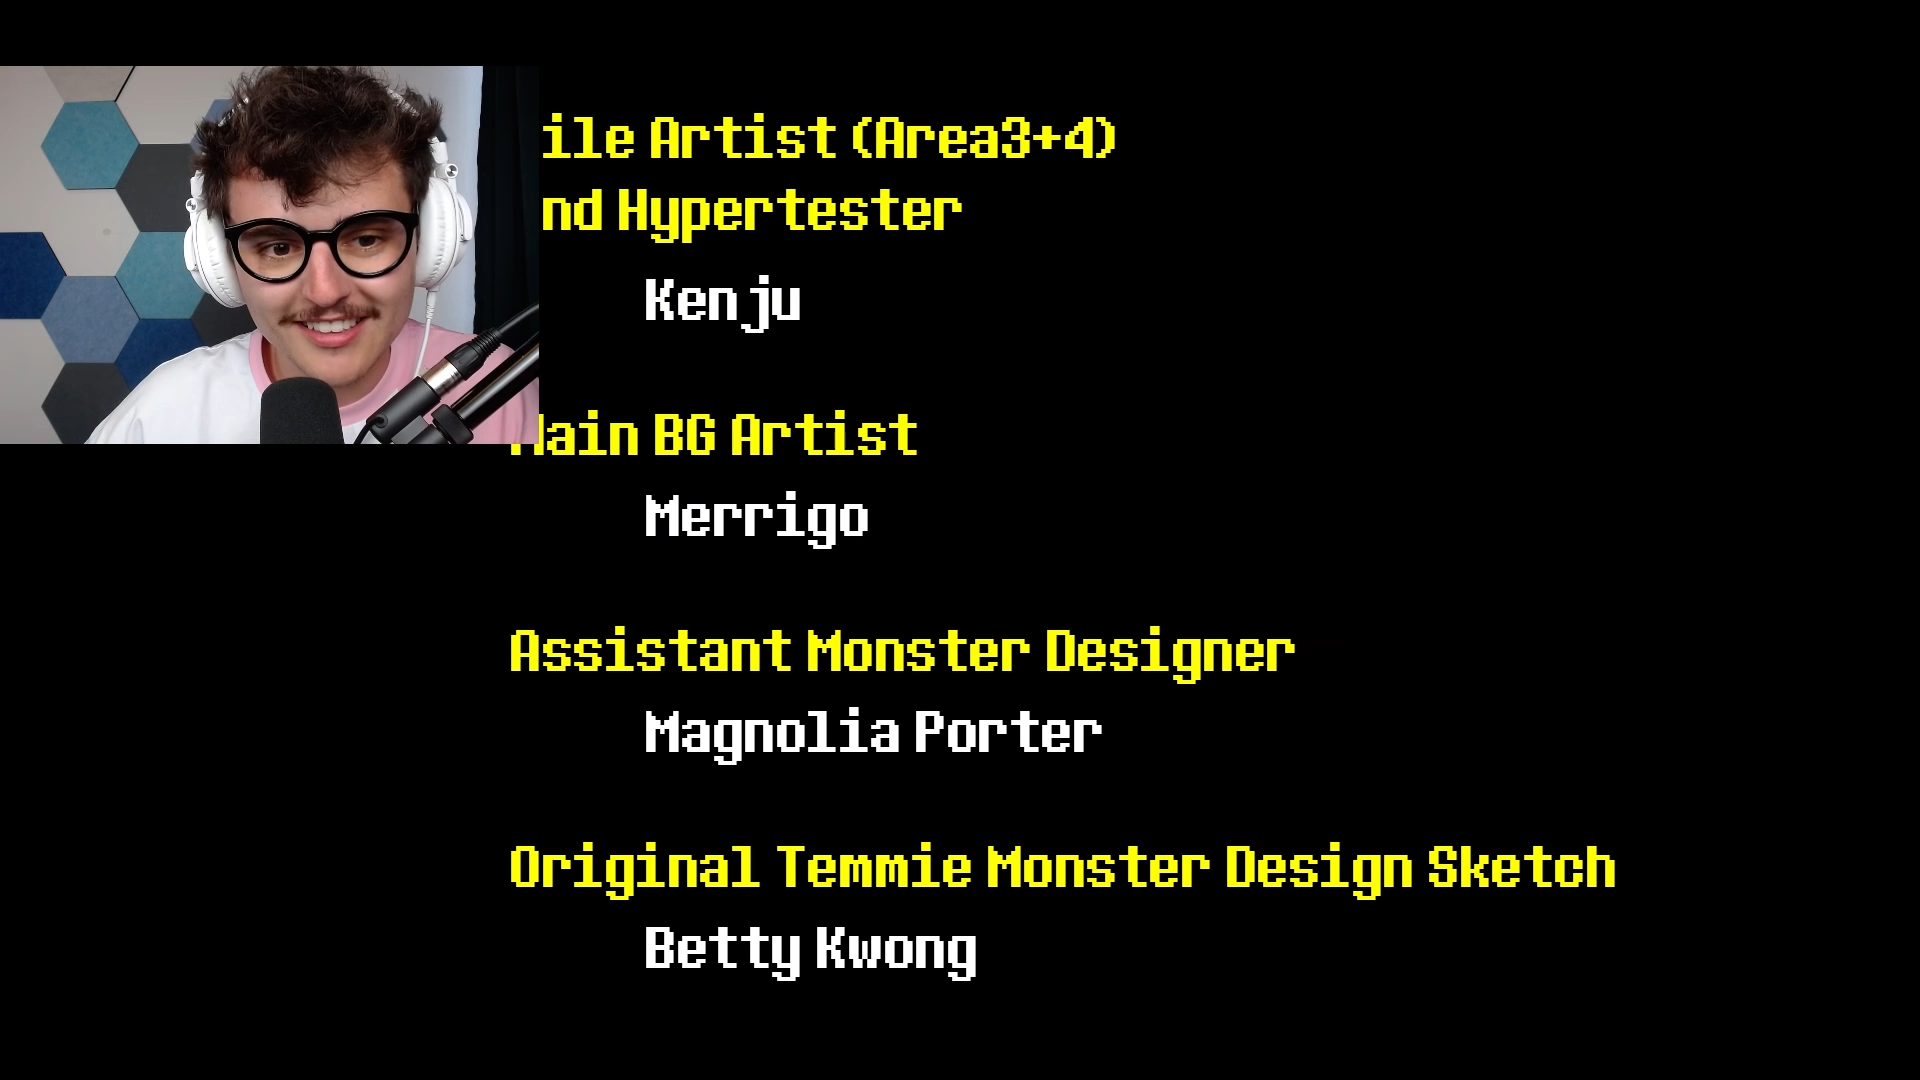 ile Artist (Area3+4)
nd Hypertester
Kenju
Main BG Artist
Merrigo
Assistant Monster Designer
Magnolia Porter
Original Temmie Monster Design Sketch
Betty Kwong